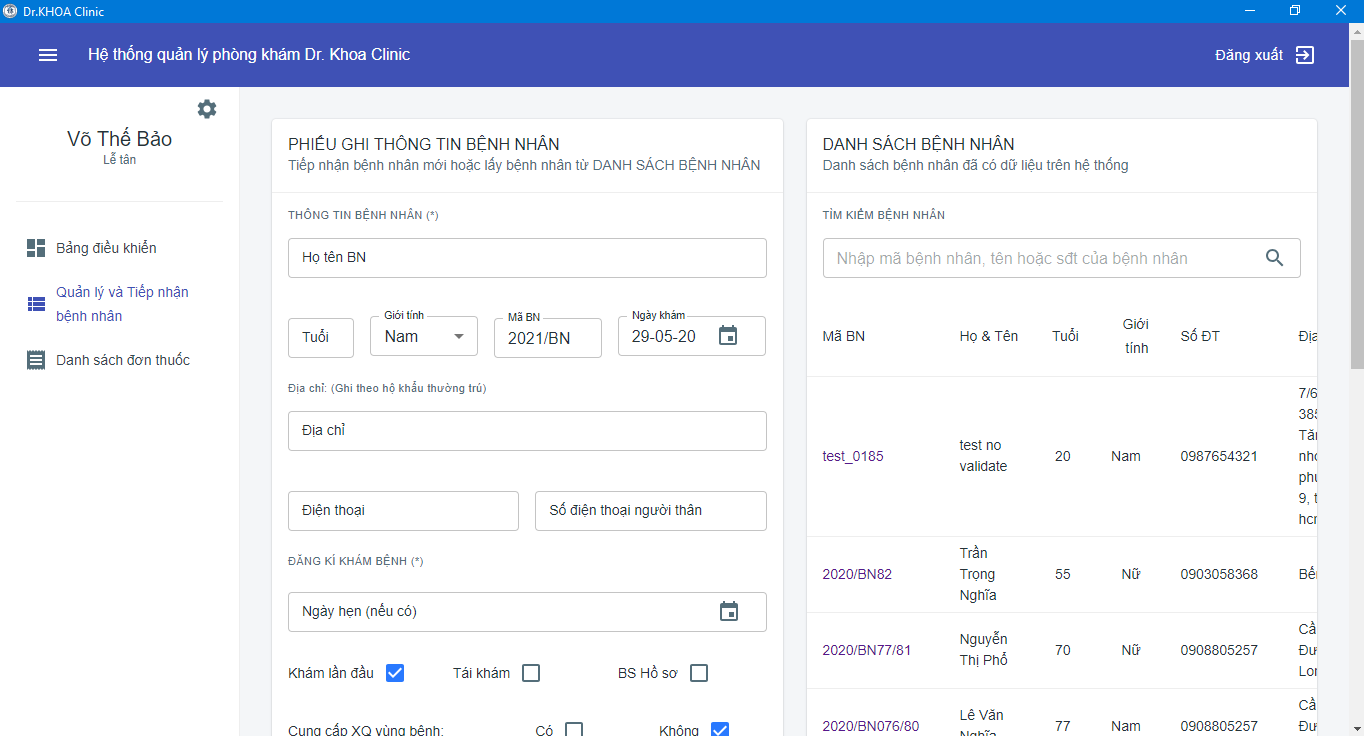 Dr.KHOA Clinic
Hệ thống quản lý phòng khám Dr. Khoa Clinic
Đăng xuất
Võ Thế Bảo
Lễ tân
Bảng điều khiển
Quản lý và Tiếp nhận
bệnh nhân
Danh sách đơn thuốc
PHIẾU GHI THÔNG TIN BỆNH NHÂN
Tiếp nhận bệnh nhân mới hoặc lấy bệnh nhân từ DANH SÁCH BỆNH NHÂN
THÔNG TIN BỆNH NHÂN (*)
Họ tên BN
Tuổi
Giới tính
Nam
Mã BN
2021/BN
Ngày khám
29-05-20
Địa chỉ: (Ghi theo hộ khẩu thường trú)
Địa chỉ
Điện thoại
Số điện thoại người thân
ĐĂNG KÍ KHÁM BỆNH (*)
Ngày hẹn (nếu có)
Khám lần đầu
Tái khám
BS Hồ sơ
Cung cấp XQ vùng bệnh:
Có
Không
DANH SÁCH BỆNH NHÂN
Danh sách bệnh nhân đã có dữ liệu trên hệ thống
TÌM KIẾM BỆNH NHÂN
Nhập mã bệnh nhân, tên hoặc sđt của bệnh nhân
Mã BN
Họ & Tên
Tuổi
Giới
tính
Số ĐT
Địa
test_0185
test no
validate
20
Nam
0987654321
7/6
385
Tăn
nhơ
phu
9, t
hcm
2020/BN82
Trần
Trọng
Nghĩa
55
Nữ
0903058368
Bến
2020/BN77/81
Nguyễn
Thị Phổ
70
Nữ
0908805257
Cầ
Đư
Lon
2020/BN076/80
Lê Văn
Nghĩa
77
Nam
0908805257
Cầ
Đư